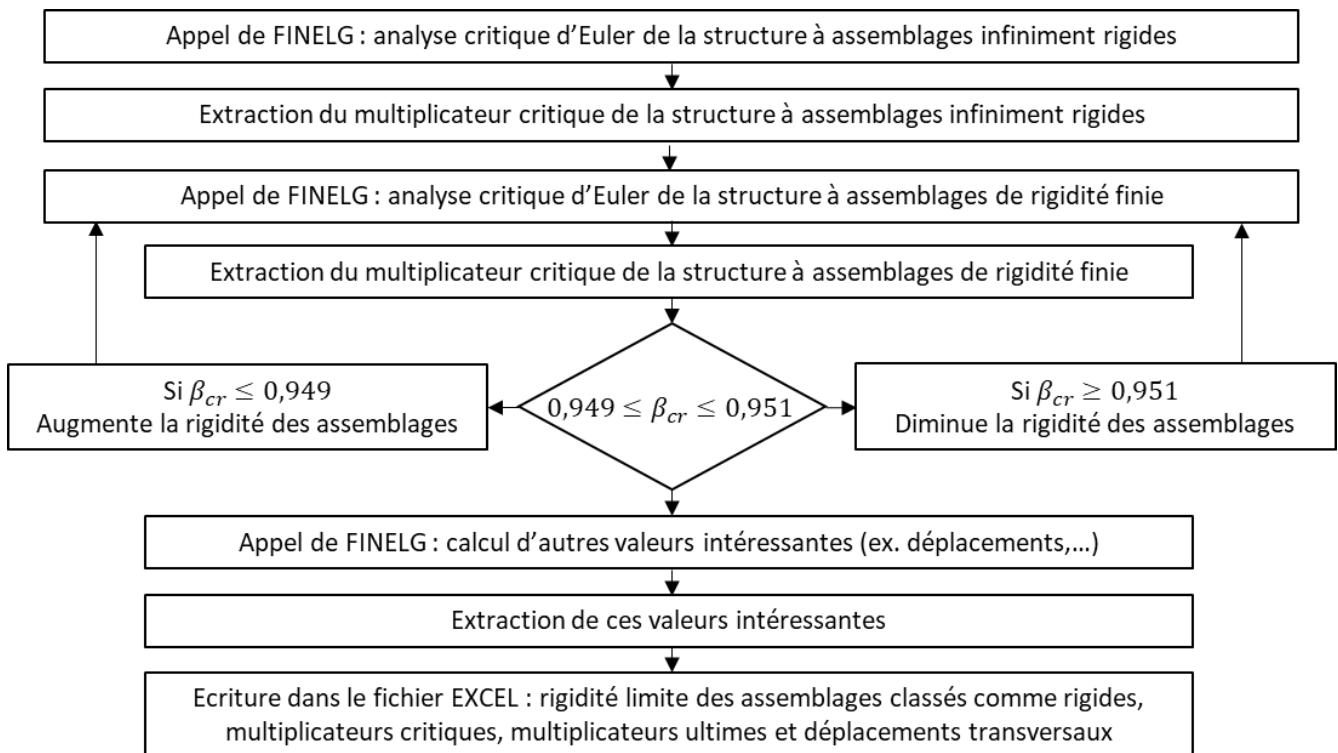 Appel de FINELG : analyse critique d’Euler de la structure à assemblages infiniment rigides
Extraction du multiplicateur critique de la structure à assemblages infiniment rigides
Appel de FINELG : analyse critique d’Euler de la structure à assemblages de rigidité finie
Extraction du multiplicateur critique de la structure à assemblages de rigidité finie
Si βcr ≤ 0,949
Augmente la rigidité des assemblages
0,949 ≤ βcr ≤ 0,951
Si βcr ≥ 0,951
Diminue la rigidité des assemblages
Appel de FINELG : calcul d’autres valeurs intéressantes (ex. déplacements,…)
Extraction de ces valeurs intéressantes
Ecriture dans le fichier EXCEL : rigidité limite des assemblages classés comme rigides,
multiplicateurs critiques, multiplicateurs ultimes et déplacements transversaux